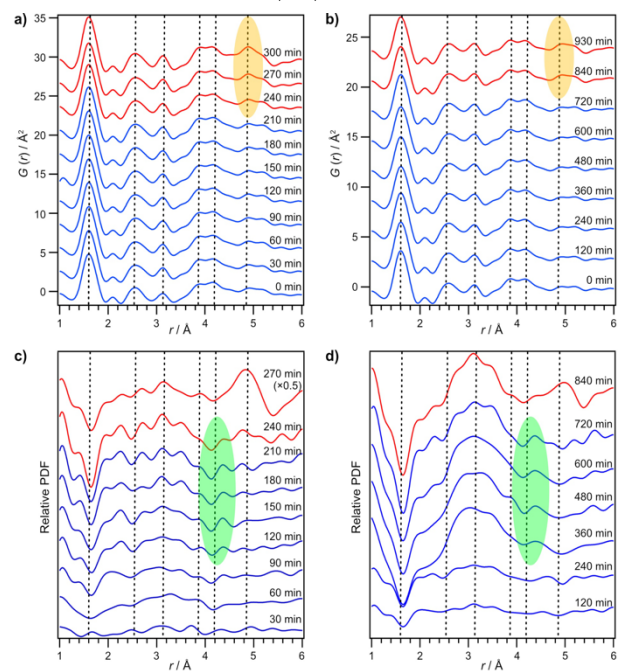 a)
35
30
25
20
15
10
5
0
G (r) / Å²
300 min
270 min
240 min
210 min
180 min
150 min
120 min
90 min
60 min
30 min
0 min
1 2 3 4 5 6
r / Å
b)
25
20
15
10
5
0
G (r) / Å²
930 min
840 min
720 min
600 min
480 min
360 min
240 min
120 min
0 min
1 2 3 4 5 6
r / Å
c)
Relative PDF
270 min
(×0.5)
240 min
210 min
180 min
150 min
120 min
90 min
60 min
30 min
1 2 3 4 5 6
r / Å
d)
Relative PDF
840 min
720 min
600 min
480 min
360 min
240 min
120 min
1 2 3 4 5 6
r / Å